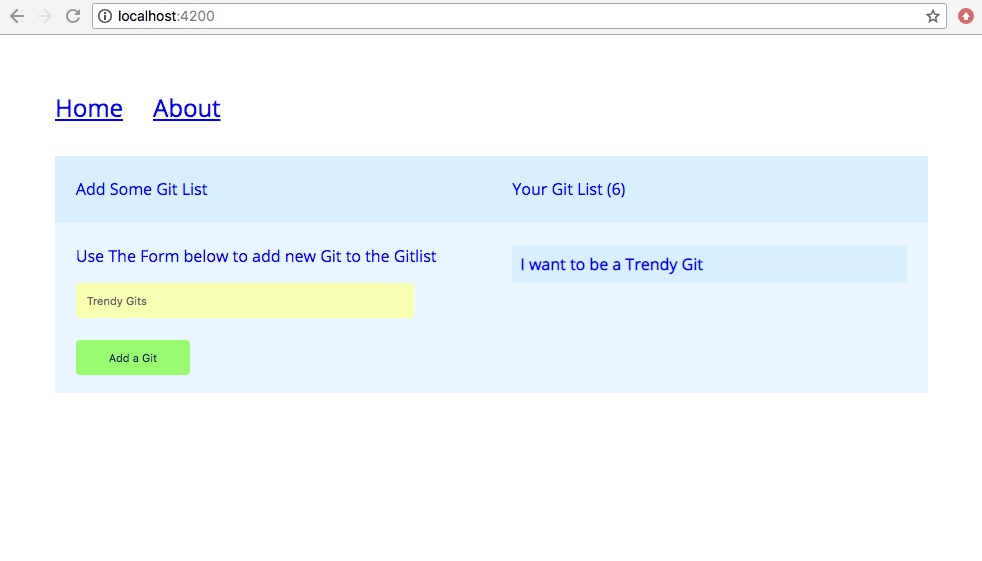 localhost:4200
Home About
Add Some Git List
Your Git List (6)
Use The Form below to add new Git to the Gitlist
Trendy Gits
Add a Git
I want to be a Trendy Git